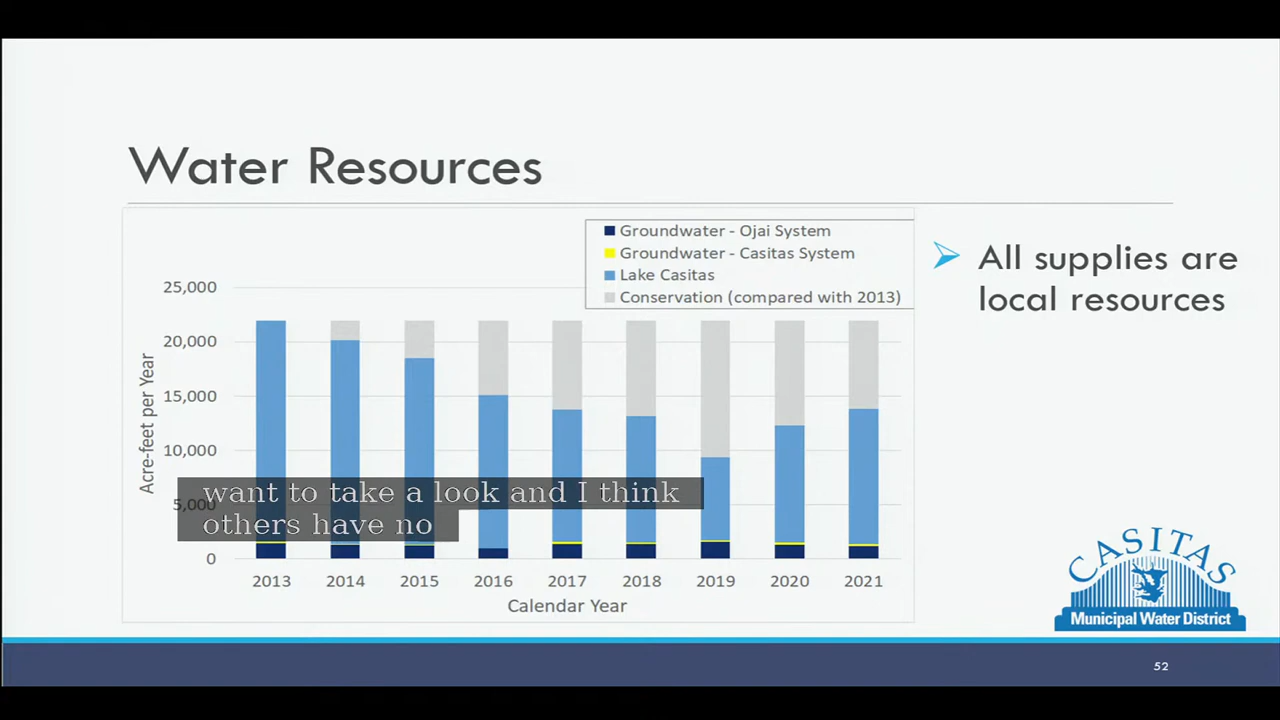 Water Resources
Groundwater - Ojai System
Groundwater - Casitas System
Lake Casitas
Conservation (compared with 2013)
All supplies are
local resources
Acre-feet per Year
25,000
20,000
15,000
10,000
5,000
0
want to take a look and I think
others have no
2013 2014 2015 2016 2017 2018 2019 2020 2021
Calendar Year
CASITAS
Municipal Water District
52